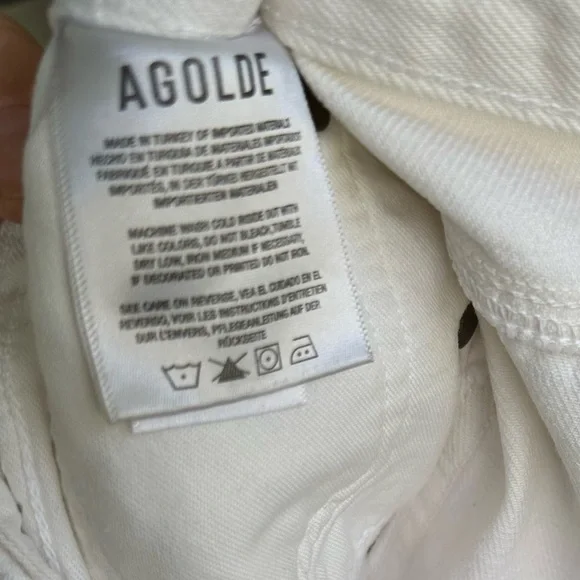 AGOLDE
MADE IN TURKEY OF IMPORTED MATERIALS
HECHO EN TURQUIA DE MATERIALES IMPORTADOS
FABRIQUÉ EN TURQUIE A PARTIR DE MATÉRIAUX
IMPORTÉS, IN DER TÜRKEI HERGESTELLT MIT
IMPORTIERTEN MATERIALIEN
MACHINE WASH COLD INSIDE OUT WITH
LIKE COLORS, DO NOT BLEACH,TUMBLE
DRY LOW, IRON MEDIUM IF NECESSARY,
IF DECORATED OR PRINTED DO NOT IRON.
SEE CARE ON REVERSE, VEA EL CUIDADO EN EL
REVERSO, VOIR LES INSTRUCTIONS D'ENTRETIEN
SUR L'ENVERS, PFLEGEANLEITUNG AUF DER
RÜCKSEITE